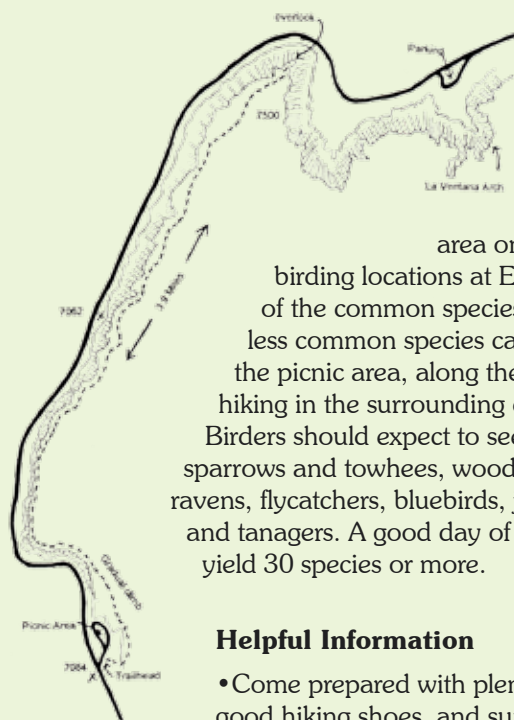 Overlook
Parking
7500
La Ventana Arch
area or
birding locations at E
of the common species
7062
3.9 Miles
less common species ca
the picnic area, along the
hiking in the surrounding
Birders should expect to see
sparrows and towhees, wood
ravens, flycatchers, bluebirds,
and tanagers. A good day of
Gradual climb
yield 30 species or more.
Picnic Area
Helpful Information
7084
X Trailhead
•Come prepared with plen
good hiking shoes, and su